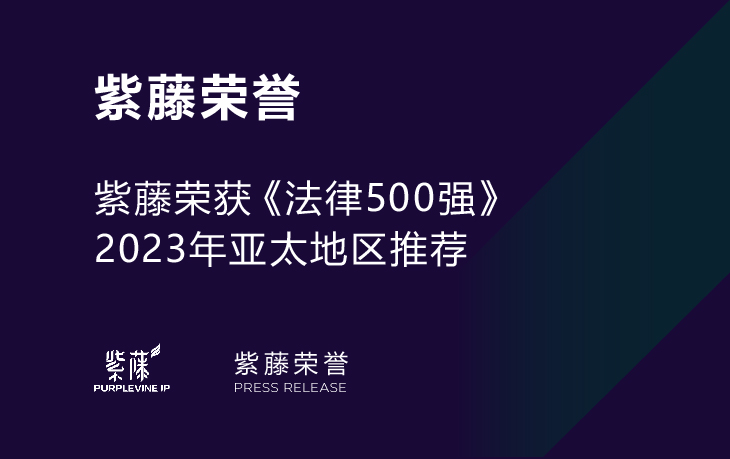 紫藤荣誉
紫藤荣获《法律500强》
2023年亚太地区推荐
紫藤
PURPLEVINE IP
紫藤荣誉
PRESS RELEASE